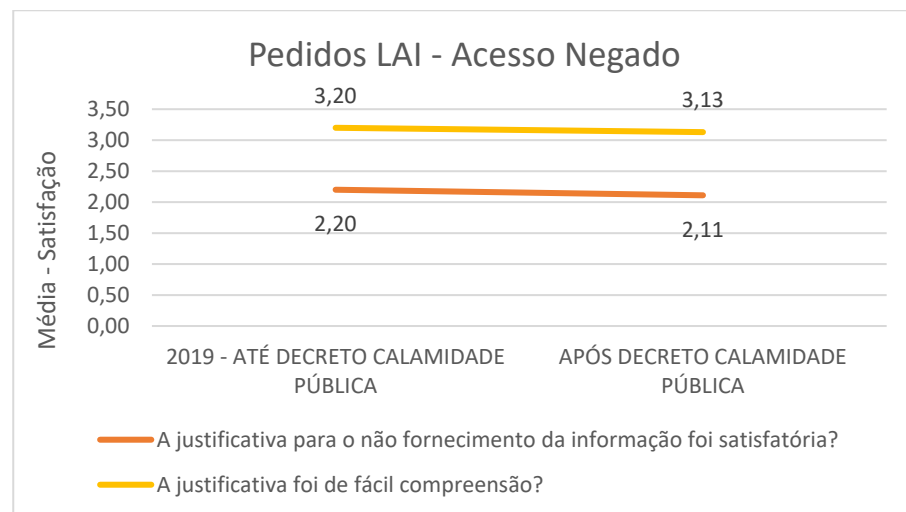 Pedidos LAI - Acesso Negado
3,20
3,13
3,50
3,00
2,50
2,00
1,50
1,00
0,50
0,00
2,20
2,11
Média - Satisfação
2019 - ATÉ DECRETO CALAMIDADE
PÚBLICA
APÓS DECRETO CALAMIDADE
PÚBLICA
A justificativa para o não fornecimento da informação foi satisfatória?
A justificativa foi de fácil compreensão?